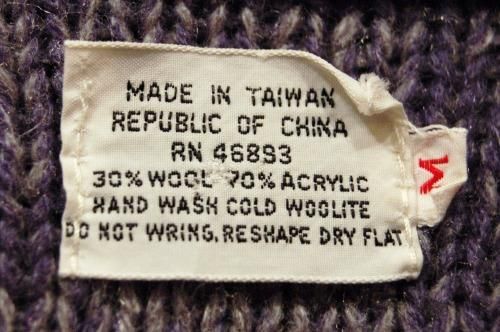 MADE IN TAIWAN
REPUBLIC OF CHINA
RN 46893
30% WOOL 70% ACRYLIC
HAND WASH COLD WOOLITE
DO NOT WRING. RESHAPE DRY FLAT
M